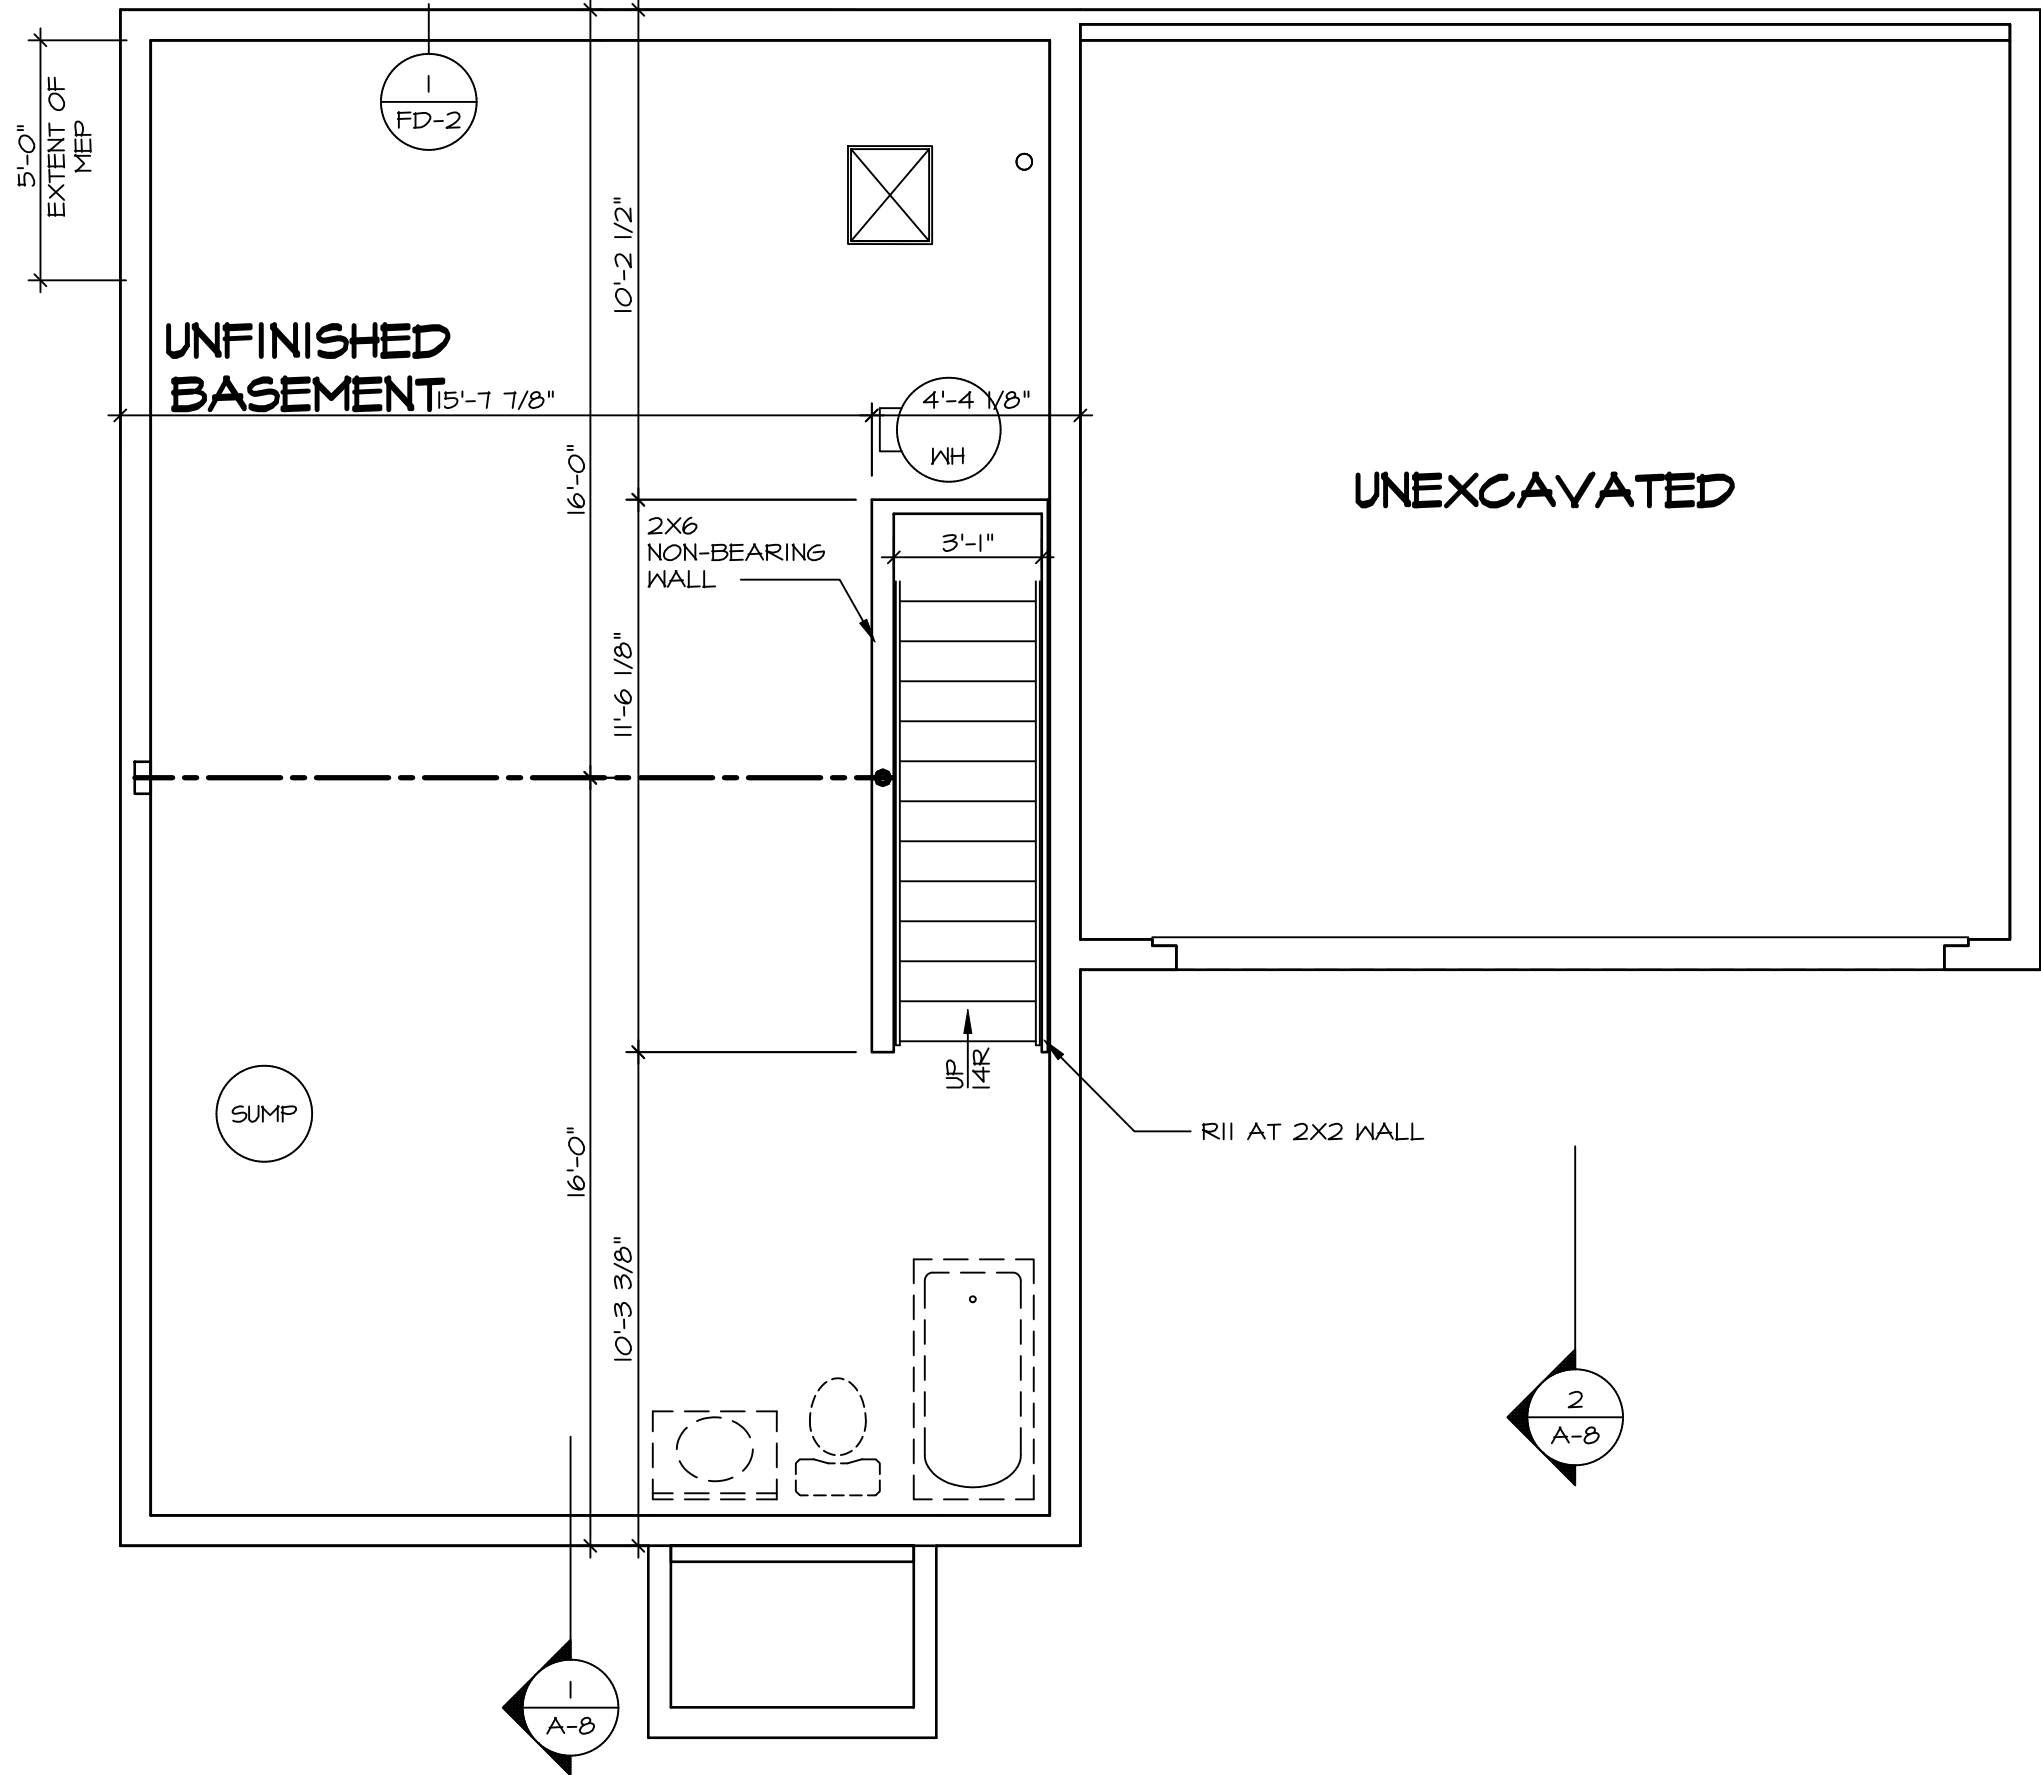 1
FD-2
5'-0"
EXTENT OF
MEP
10'-2 1/2"
UNFINISHED
BASEMENT
15'-7 7/8"
4'-4 1/8"
WH
16'-0"
UNEXCAVATED
2X6
NON-BEARING
WALL
3'-1"
11'-6 1/8"
UP
14R
SUMP
R11 AT 2X2 WALL
16'-0"
10'-3 3/8"
2
A-8
1
A-8